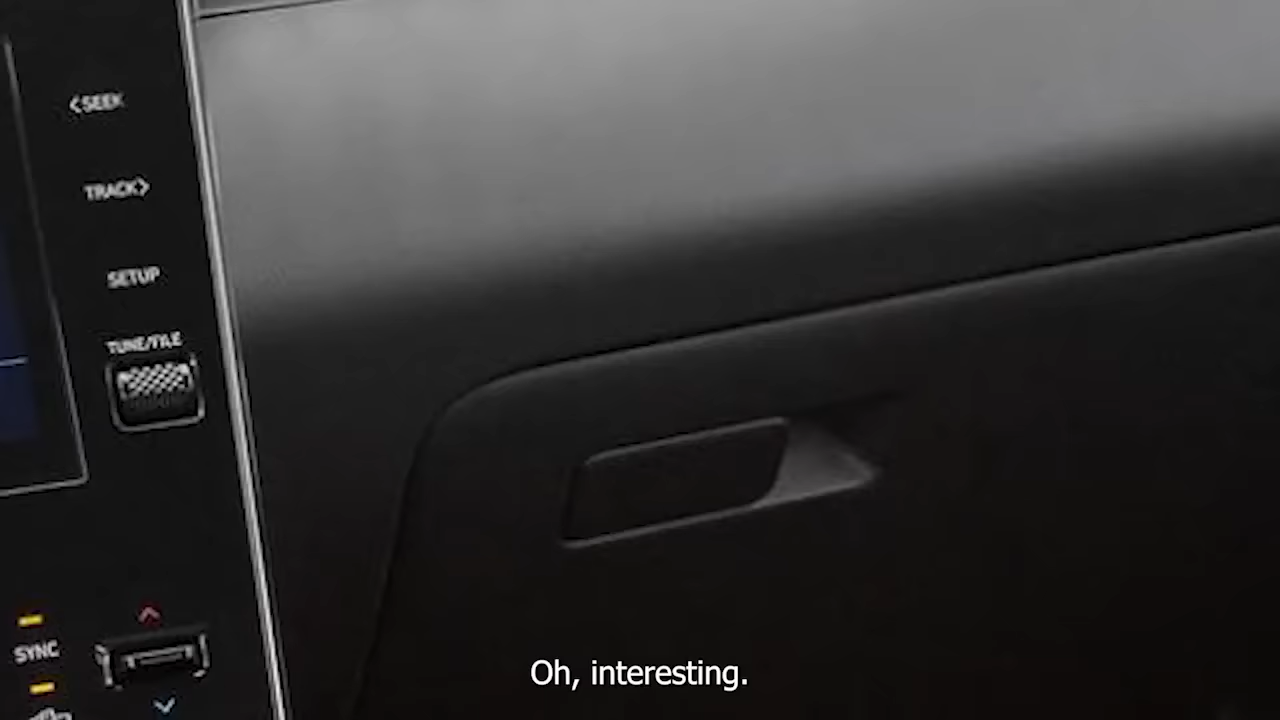 <SEEK
TRACK>
SETUP
TUNE/FILE
SYNC
Oh, interesting.